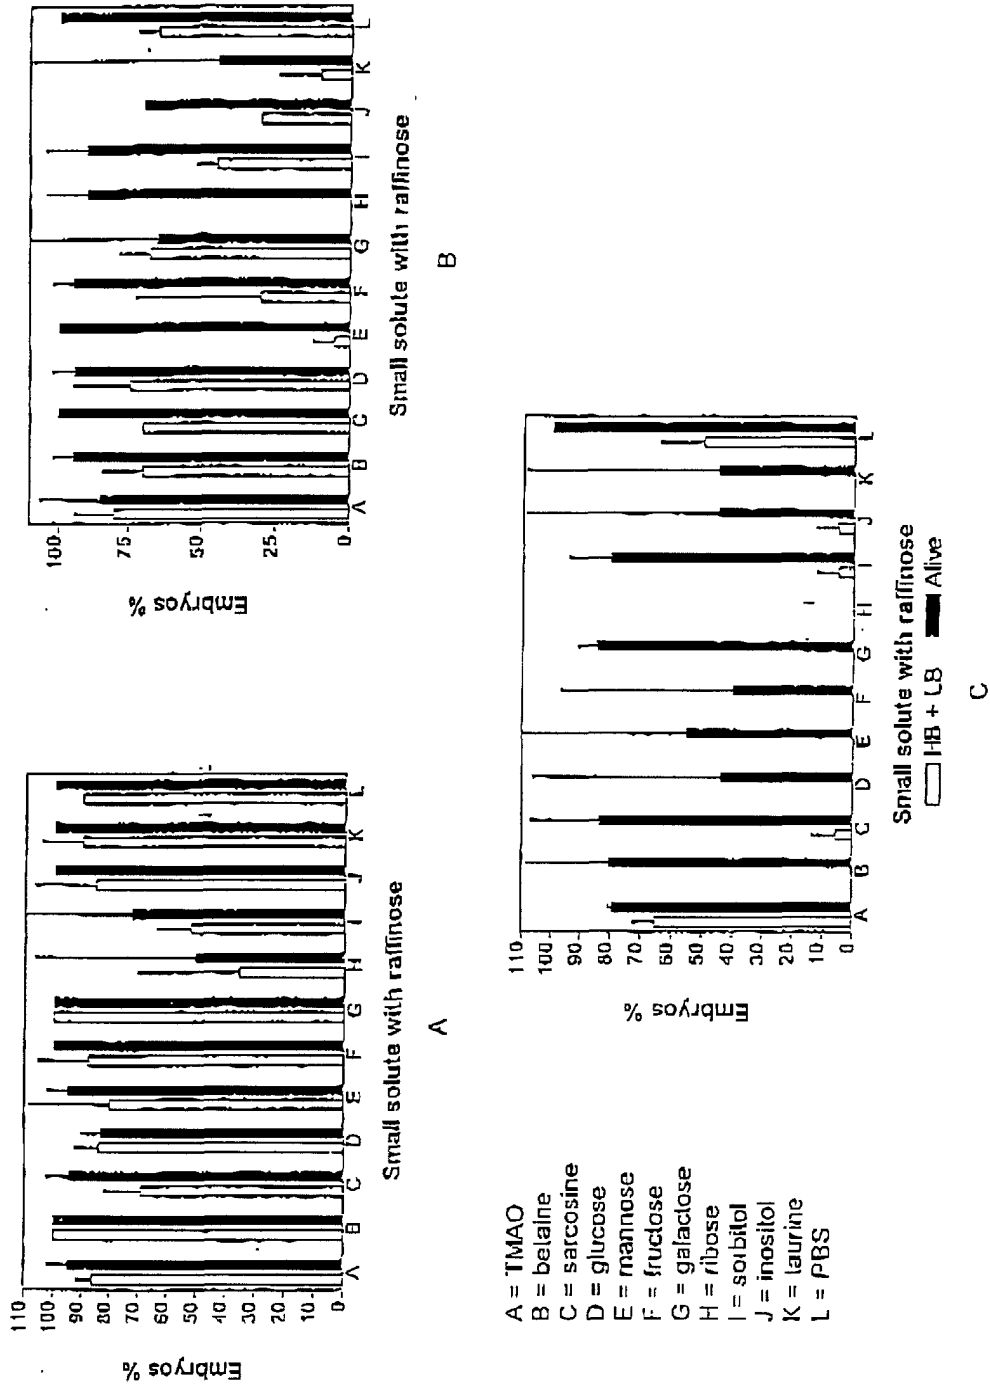 110
100
90
80
70
60
50
40
30
20
10
0
Embryos %
A B C D E F G H I J K L
Small solute with raffinose
A
100
75
50
25
0
Embryos %
A B C D E F G H I J K L
Small solute with raffinose
B
A = TMAO
B = betaine
C = sarcosine
D = glucose
E = mannose
F = fructose
G = galactose
H = ribose
I = sorbitol
J = inositol
K = taurine
L = PBS
110
100
90
80
70
60
50
40
30
20
10
0
Embryos %
A B C D E F G H I J K L
Small solute with raffinose
HB + LB Alive
C